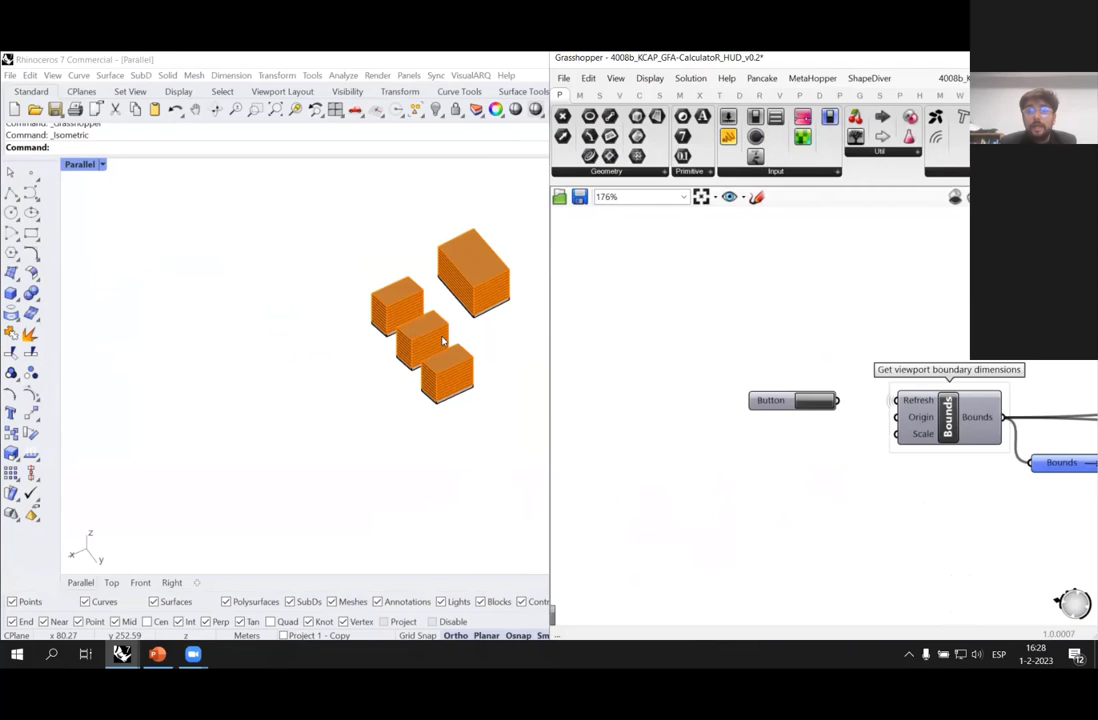 Rhinoceros 7 Commercial - [Parallel]
File Edit View Curve Surface SubD Solid Mesh Dimension Transform Tools Analyze Render Panels Sync VisualARQ Help
Standard CPlanes Set View Display Select Viewport Layout Visibility Transform Curve Tools Surface Tools
Command: _Isometric
Command:
Parallel
z
x
y
Parallel Top Front Right
Points Curves Surfaces Polysurfaces SubDs Meshes Annotations Lights Blocks
End Near Point Mid Cen Int Perp Tan Quad Knot Vertex Project Disable
CPlane x 80.27 y 252.59 z Meters Project 1 - Copy Grid Snap Ortho Planar Osnap Sm
Grasshopper - 4008b_KCAP_GFA-CalculatoR_HUD_v0.2*
File Edit View Display Solution Help Pancake MetaHopper ShapeDiver 4008b_K
P M S V C S M I T D P L K L A M P H V E G S M B
Geometry Primitive Input Util
176%
Get viewport boundary dimensions
Button
Refresh
Origin
Scale
Bounds
Bounds
Bounds
1.0.0007
ESP
16:28
1-2-2023
12